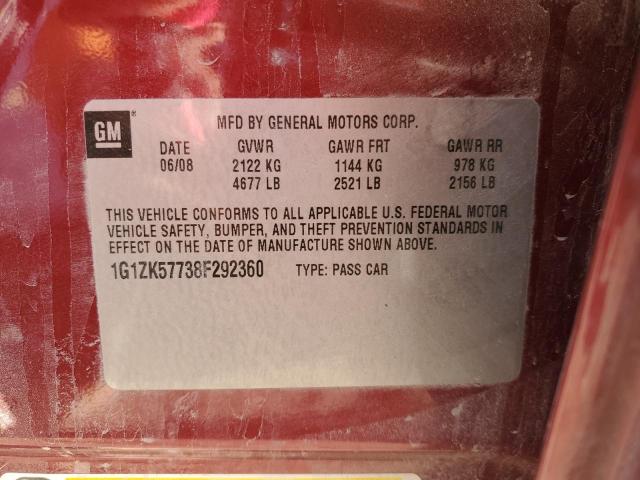 GM ® MFD BY GENERAL MOTORS CORP.
DATE GVWR GAWR FRT GAWR RR
06/08 2122 KG 1144 KG 978 KG
4677 LB 2521 LB 2156 LB
THIS VEHICLE CONFORMS TO ALL APPLICABLE U.S. FEDERAL MOTOR
VEHICLE SAFETY, BUMPER, AND THEFT PREVENTION STANDARDS IN
EFFECT ON THE DATE OF MANUFACTURE SHOWN ABOVE.
1G1ZK57738F292360 TYPE: PASS CAR